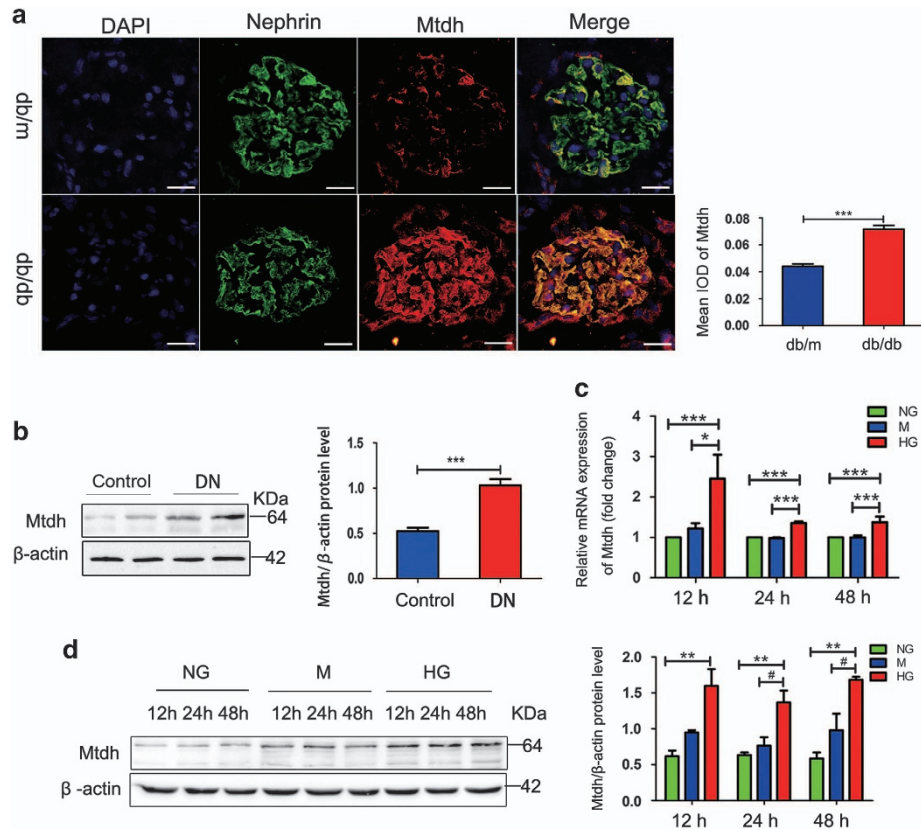 a
DAPI Nephrin Mtdh Merge
db/m
db/db
Mean IOD of Mtdh
0.08
0.06
0.04
0.02
0.00
***
db/m db/db
b
Control DN
KDa
Mtdh 64
β-actin 42
Mtdh/β-actin protein level
1.5
1.0
0.5
0.0
***
Control DN
c
Relative mRNA expression
of Mtdh (fold change)
4
3
2
1
0
*** *** ***
* *** ***
NG
M
HG
12 h 24 h 48 h
d
NG M HG
12h 24h 48h 12h 24h 48h 12h 24h 48h KDa
Mtdh 64
β -actin 42
Mtdh/β-actin protein level
2.0
1.5
1.0
0.5
0.0
** ** **
# #
NG
M
HG
12 h 24 h 48 h